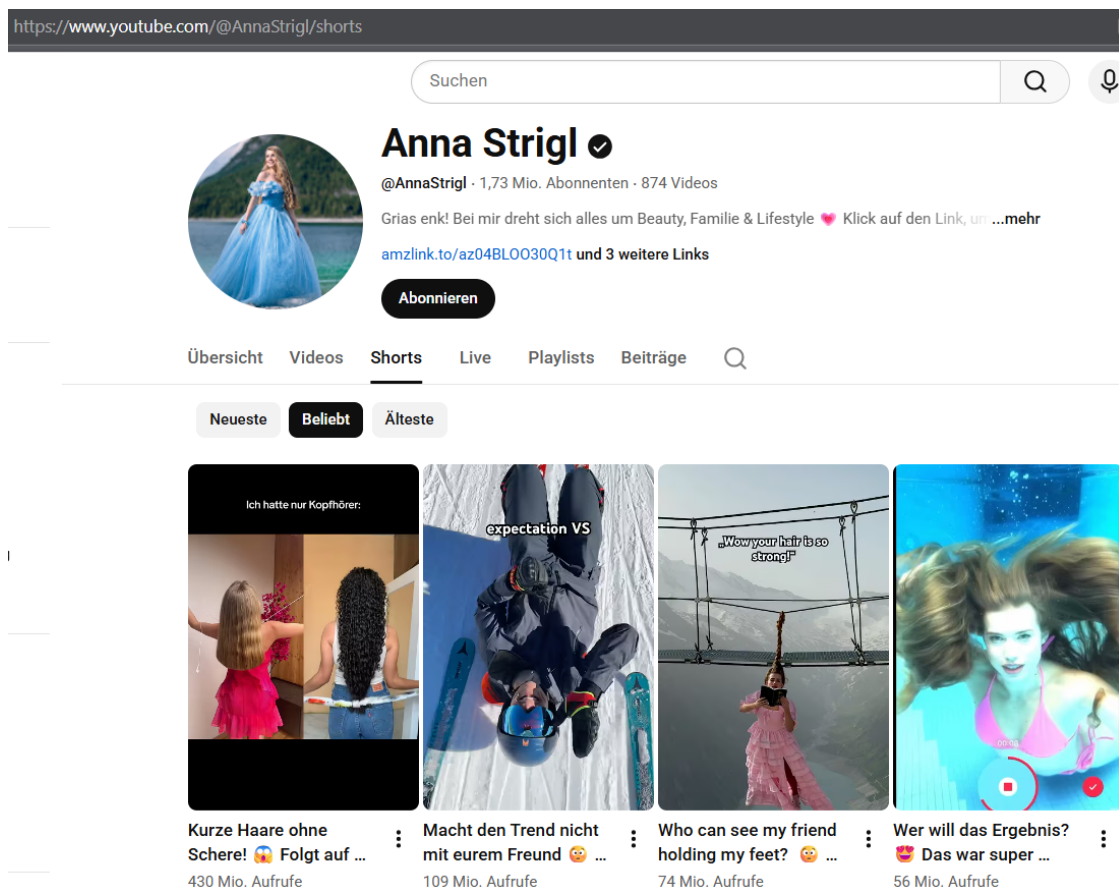 https://www.youtube.com/@AnnaStrigl/shorts
Suchen
Anna Strigl
@AnnaStrigl · 1,73 Mio. Abonnenten · 874 Videos
Grias enk! Bei mir dreht sich alles um Beauty, Familie & Lifestyle 💗 Klick auf den Link, ...mehr
amzlink.to/az04BLOO30Q1t und 3 weitere Links
Abonnieren
Übersicht Videos Shorts Live Playlists Beiträge
Neueste Beliebt Älteste
Ich hatte nur Kopfhörer:
expectation VS
„Wow your hair is so
strong!"
00:08
Kurze Haare ohne
Schere! 😱 Folgt auf ...
430 Mio. Aufrufe
Macht den Trend nicht
mit eurem Freund 😳 ...
109 Mio. Aufrufe
Who can see my friend
holding my feet? 😳 ...
74 Mio. Aufrufe
Wer will das Ergebnis?
😍 Das war super ...
56 Mio. Aufrufe